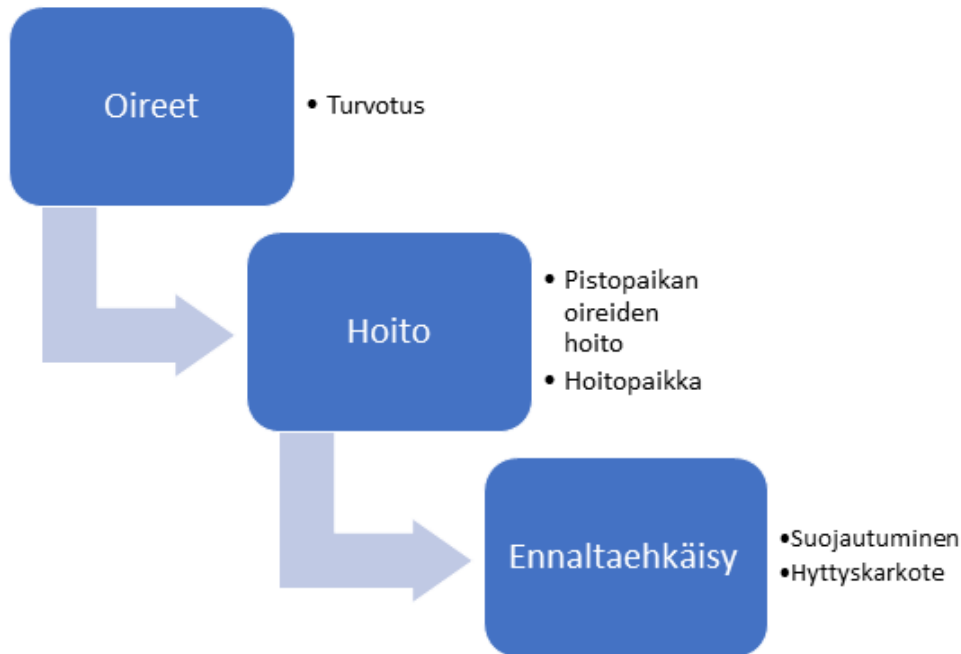 Oireet
• Turvotus
Hoito
• Pistopaikan
oireiden
hoito
• Hoitopaikka
Ennaltaehkäisy
•Suojautuminen
•Hyttyskarkote